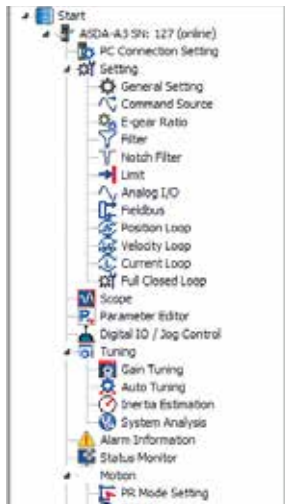 Start
ASDA-A3 SN: 127 (online)
PC Connection Setting
Setting
General Setting
Command Source
E-gear Ratio
Filter
Notch Filter
Limit
Analog I/O
Fieldbus
Position Loop
Velocity Loop
Current Loop
Full Closed Loop
Scope
Parameter Editor
Digital IO / Jog Control
Tuning
Gain Tuning
Auto Tuning
Inertia Estimation
System Analysis
Alarm Information
Status Monitor
Motion
PR Mode Setting